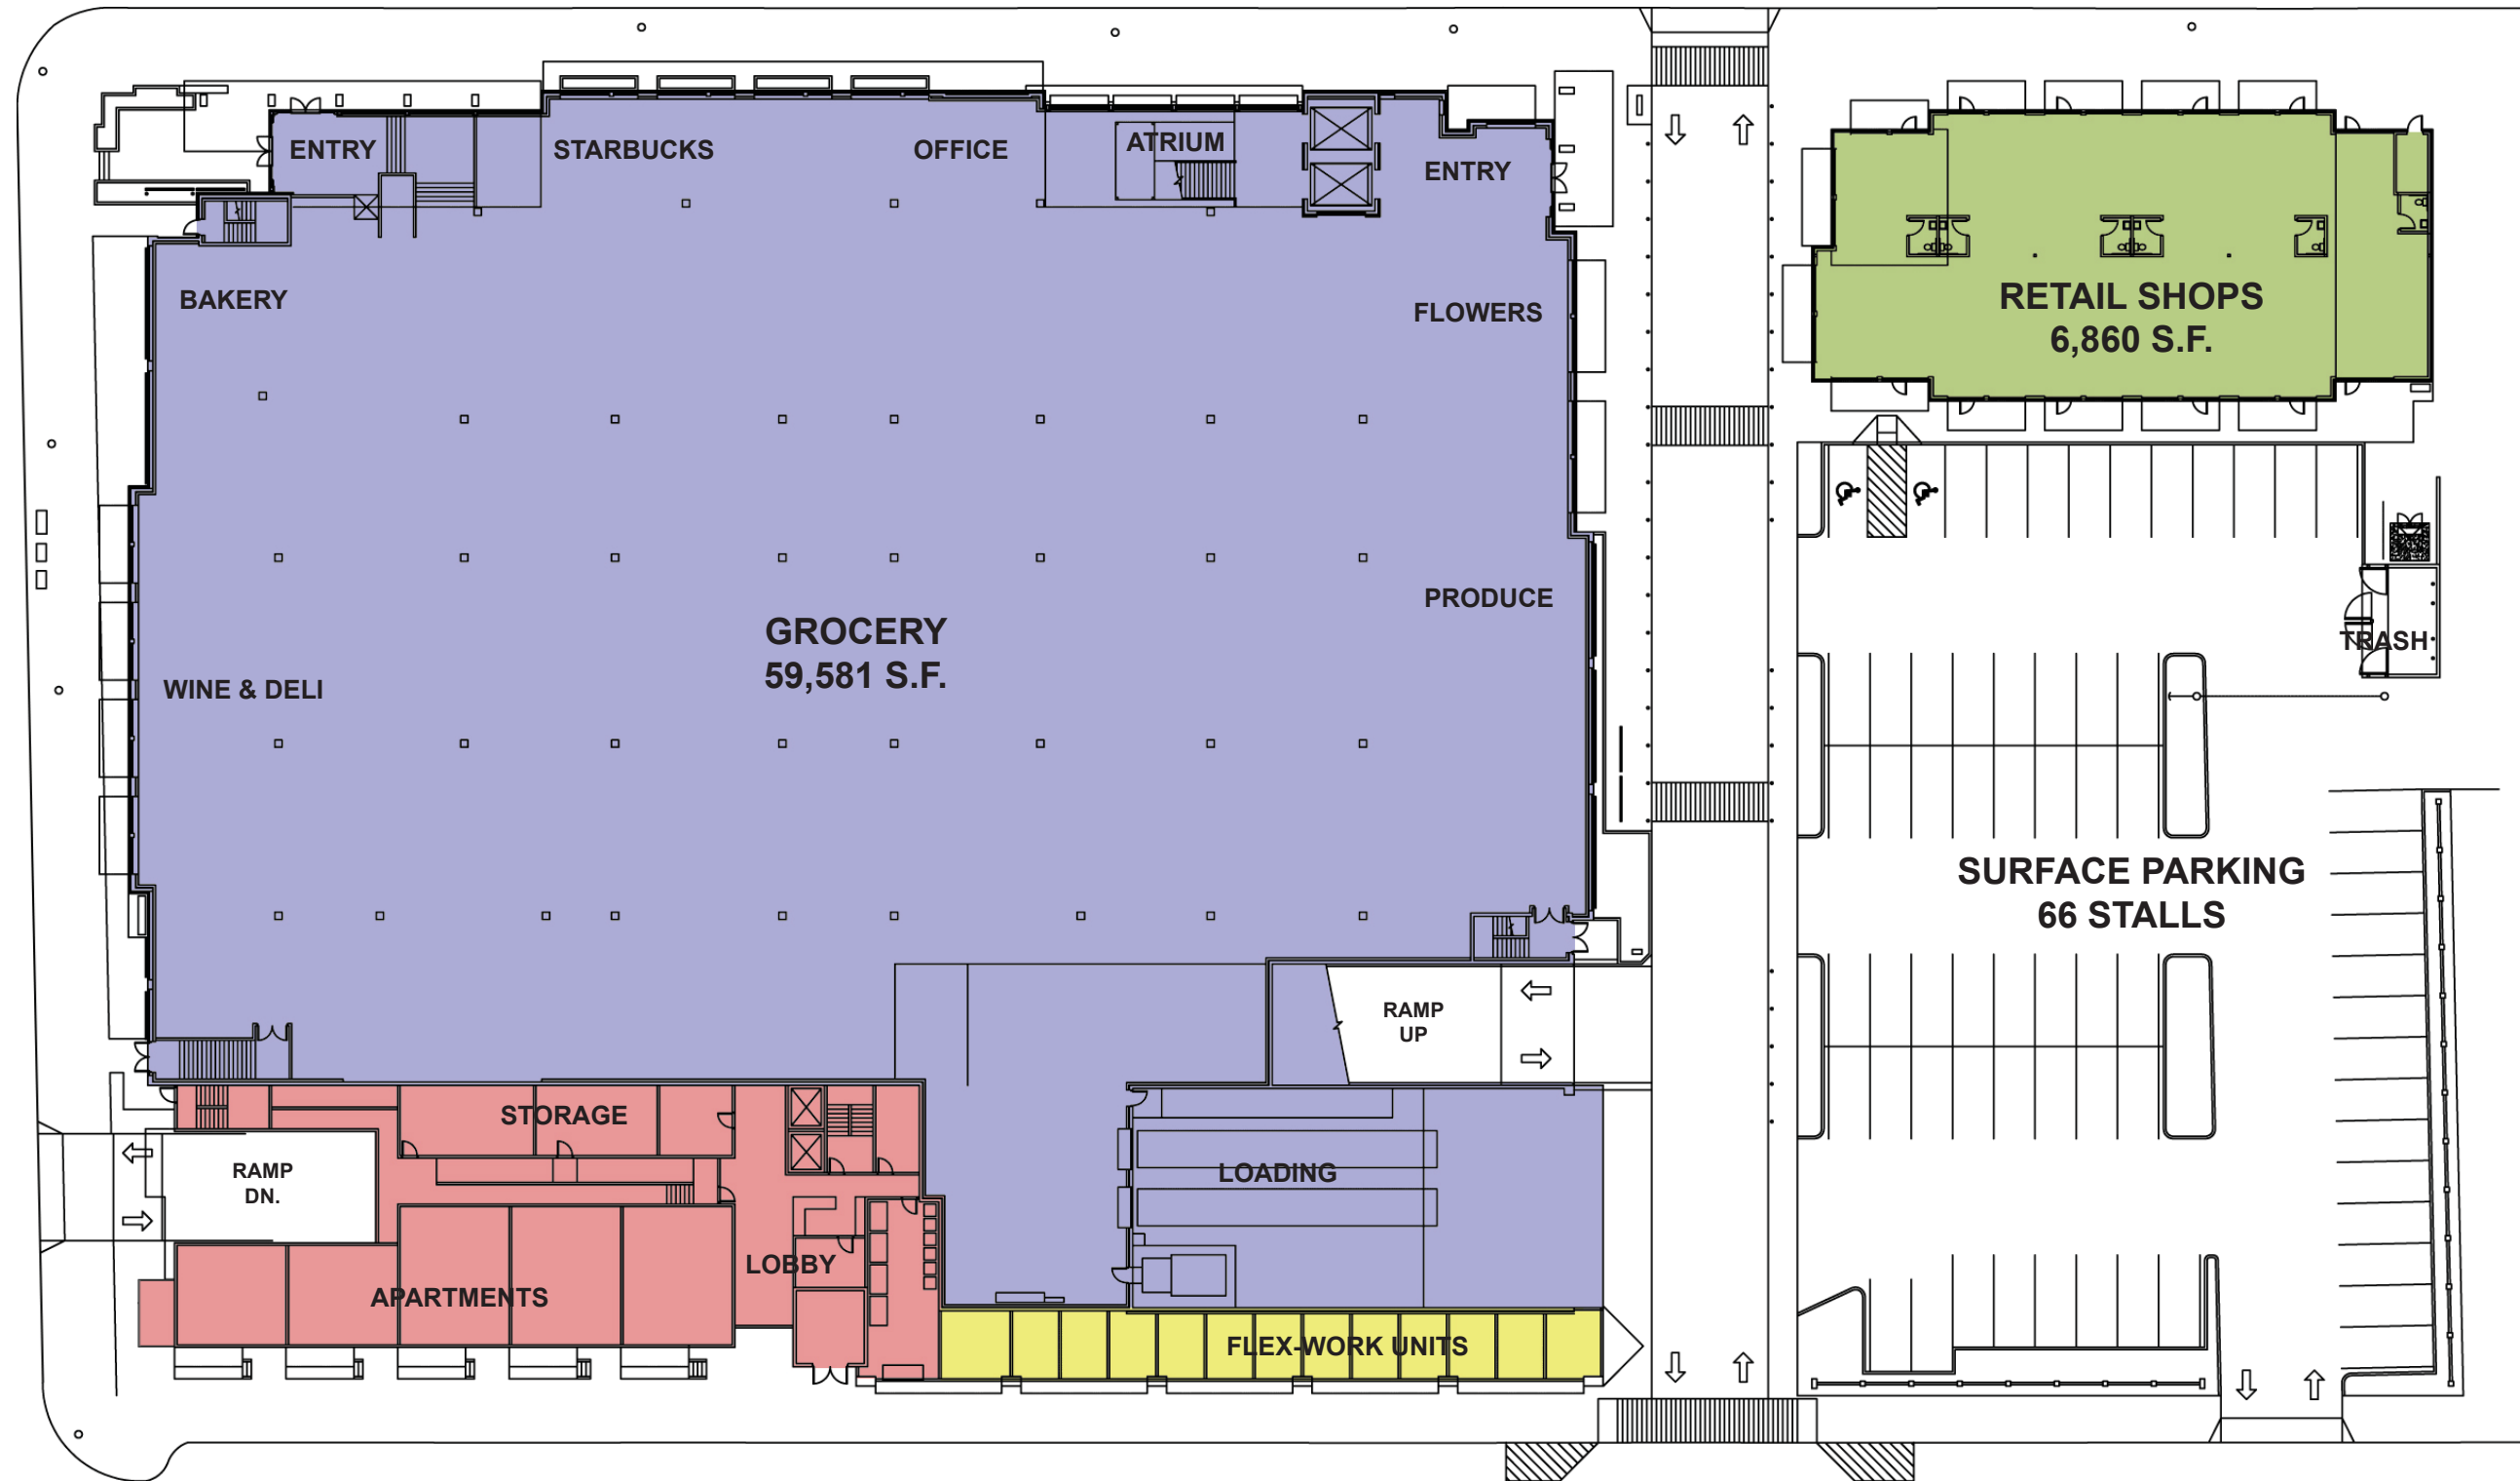 ENTRY
STARBUCKS
OFFICE
ATRIUM
ENTRY
BAKERY
FLOWERS
RETAIL SHOPS
6,860 S.F.
PRODUCE
GROCERY
59,581 S.F.
WINE & DELI
TRASH
SURFACE PARKING
66 STALLS
RAMP
UP
STORAGE
RAMP
DN.
LOADING
LOBBY
APARTMENTS
FLEX-WORK UNITS